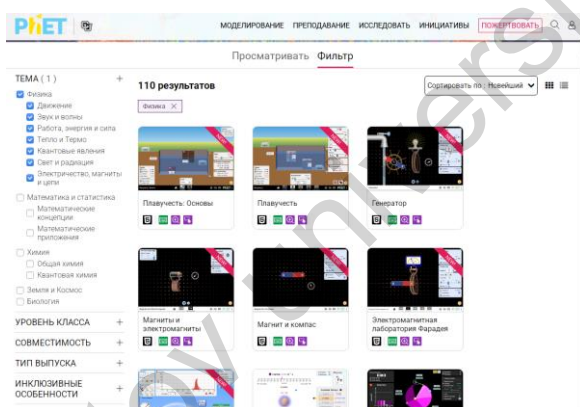 PhET
МОДЕЛИРОВАНИЕ ПРЕПОДАВАНИЕ ИССЛЕДОВАТЬ ИНИЦИАТИВЫ ПОЖЕРТВОВАТЬ
Просматривать Фильтр
ТЕМА ( 1 ) +
Физика
Движение
Звук и волны
Работа, энергия и сила
Тепло и Термо
Квантовые явления
Свет и радиация
Электричество, магниты
и цепи
Математика и статистика
Математические
концепции
Математические
приложения
Химия
Общая химия
Квантовая химия
Земля и Космос
Биология
УРОВЕНЬ КЛАССА +
СОВМЕСТИМОСТЬ +
ТИП ВЫПУСКА +
ИНКЛЮЗИВНЫЕ
ОСОБЕННОСТИ +
110 результатов
Сортировать по : Новейший
Физика ×
Плавучесть: Основы
Плавучесть
Генератор
Магниты и
электромагниты
Магнит и компас
Электромагнитная
лаборатория Фарадея